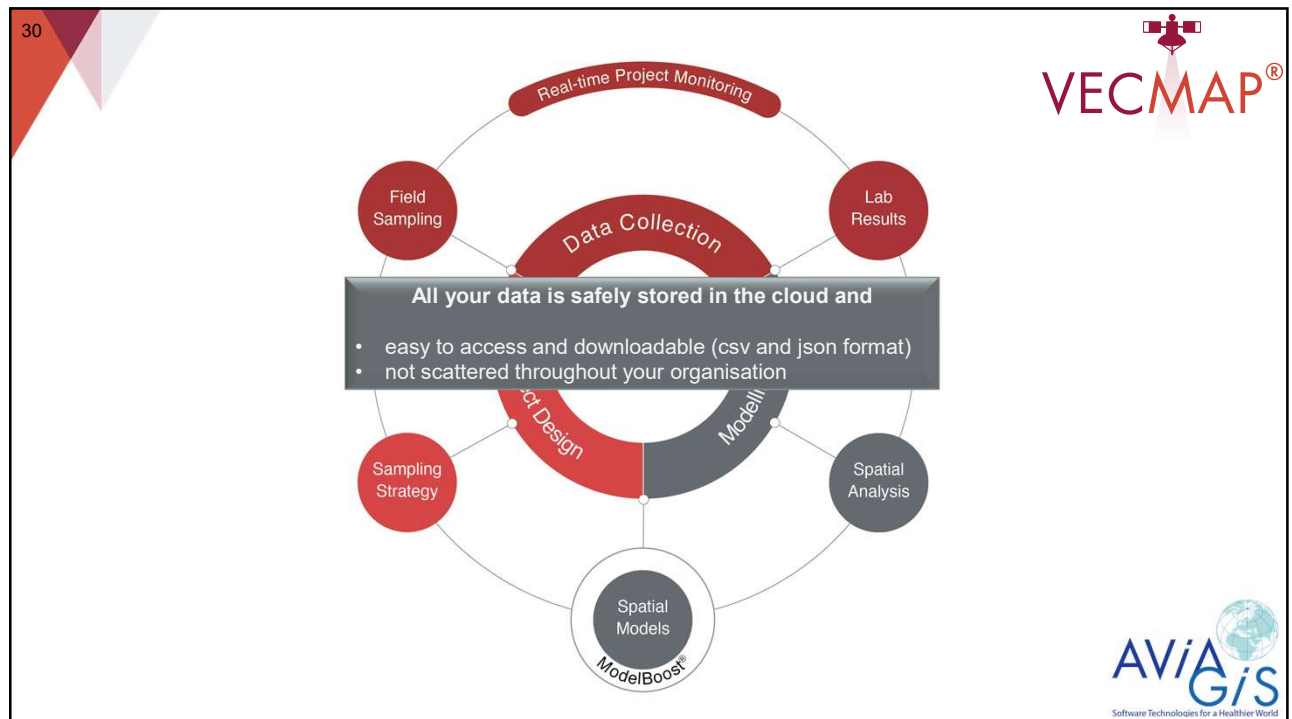 30
VECMAP®
Real-time Project Monitoring
Field
Sampling
Lab
Results
Data Collection
All your data is safely stored in the cloud and
• easy to access and downloadable (csv and json format)
• not scattered throughout your organisation
Design
Sampling
Strategy
Spatial
Analysis
Spatial
Models
ModelBoost®
AViA
GiS
Software Technologies for a Healthier World